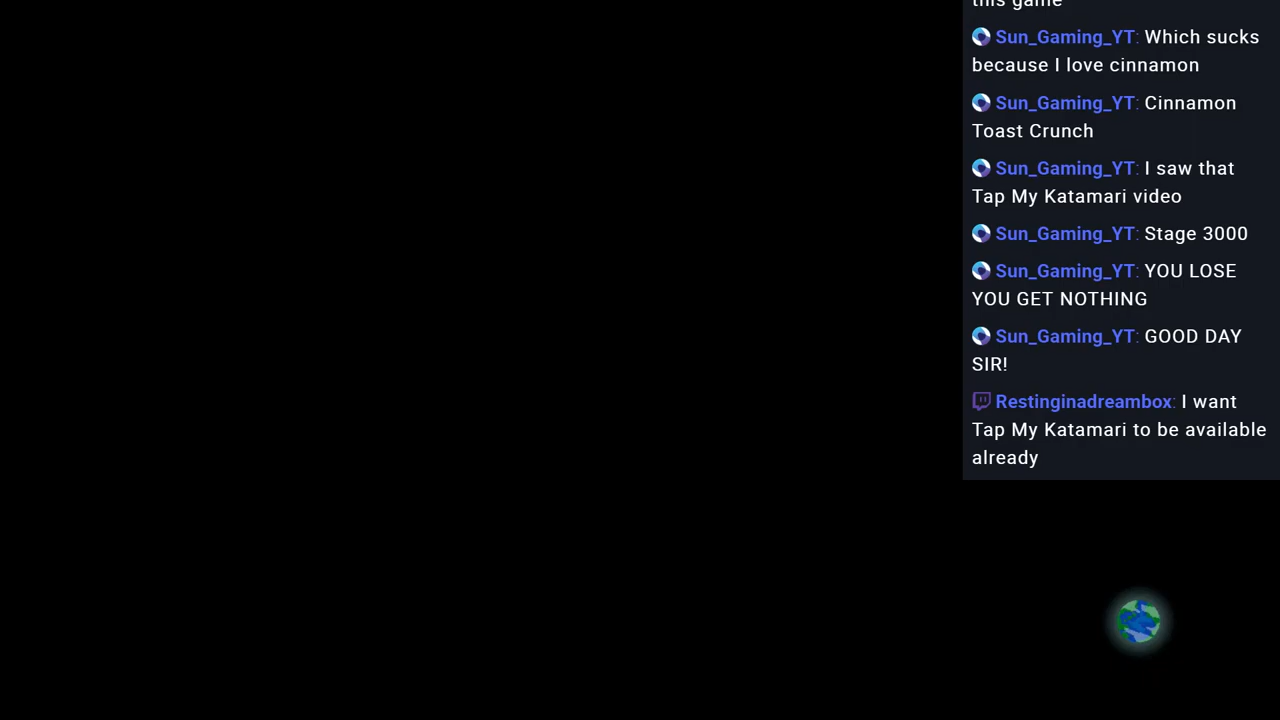 this game
Sun_Gaming_YT: Which sucks
because I love cinnamon
Sun_Gaming_YT: Cinnamon
Toast Crunch
Sun_Gaming_YT: I saw that
Tap My Katamari video
Sun_Gaming_YT: Stage 3000
Sun_Gaming_YT: YOU LOSE
YOU GET NOTHING
Sun_Gaming_YT: GOOD DAY
SIR!
Restinginadreambox: I want
Tap My Katamari to be available
already